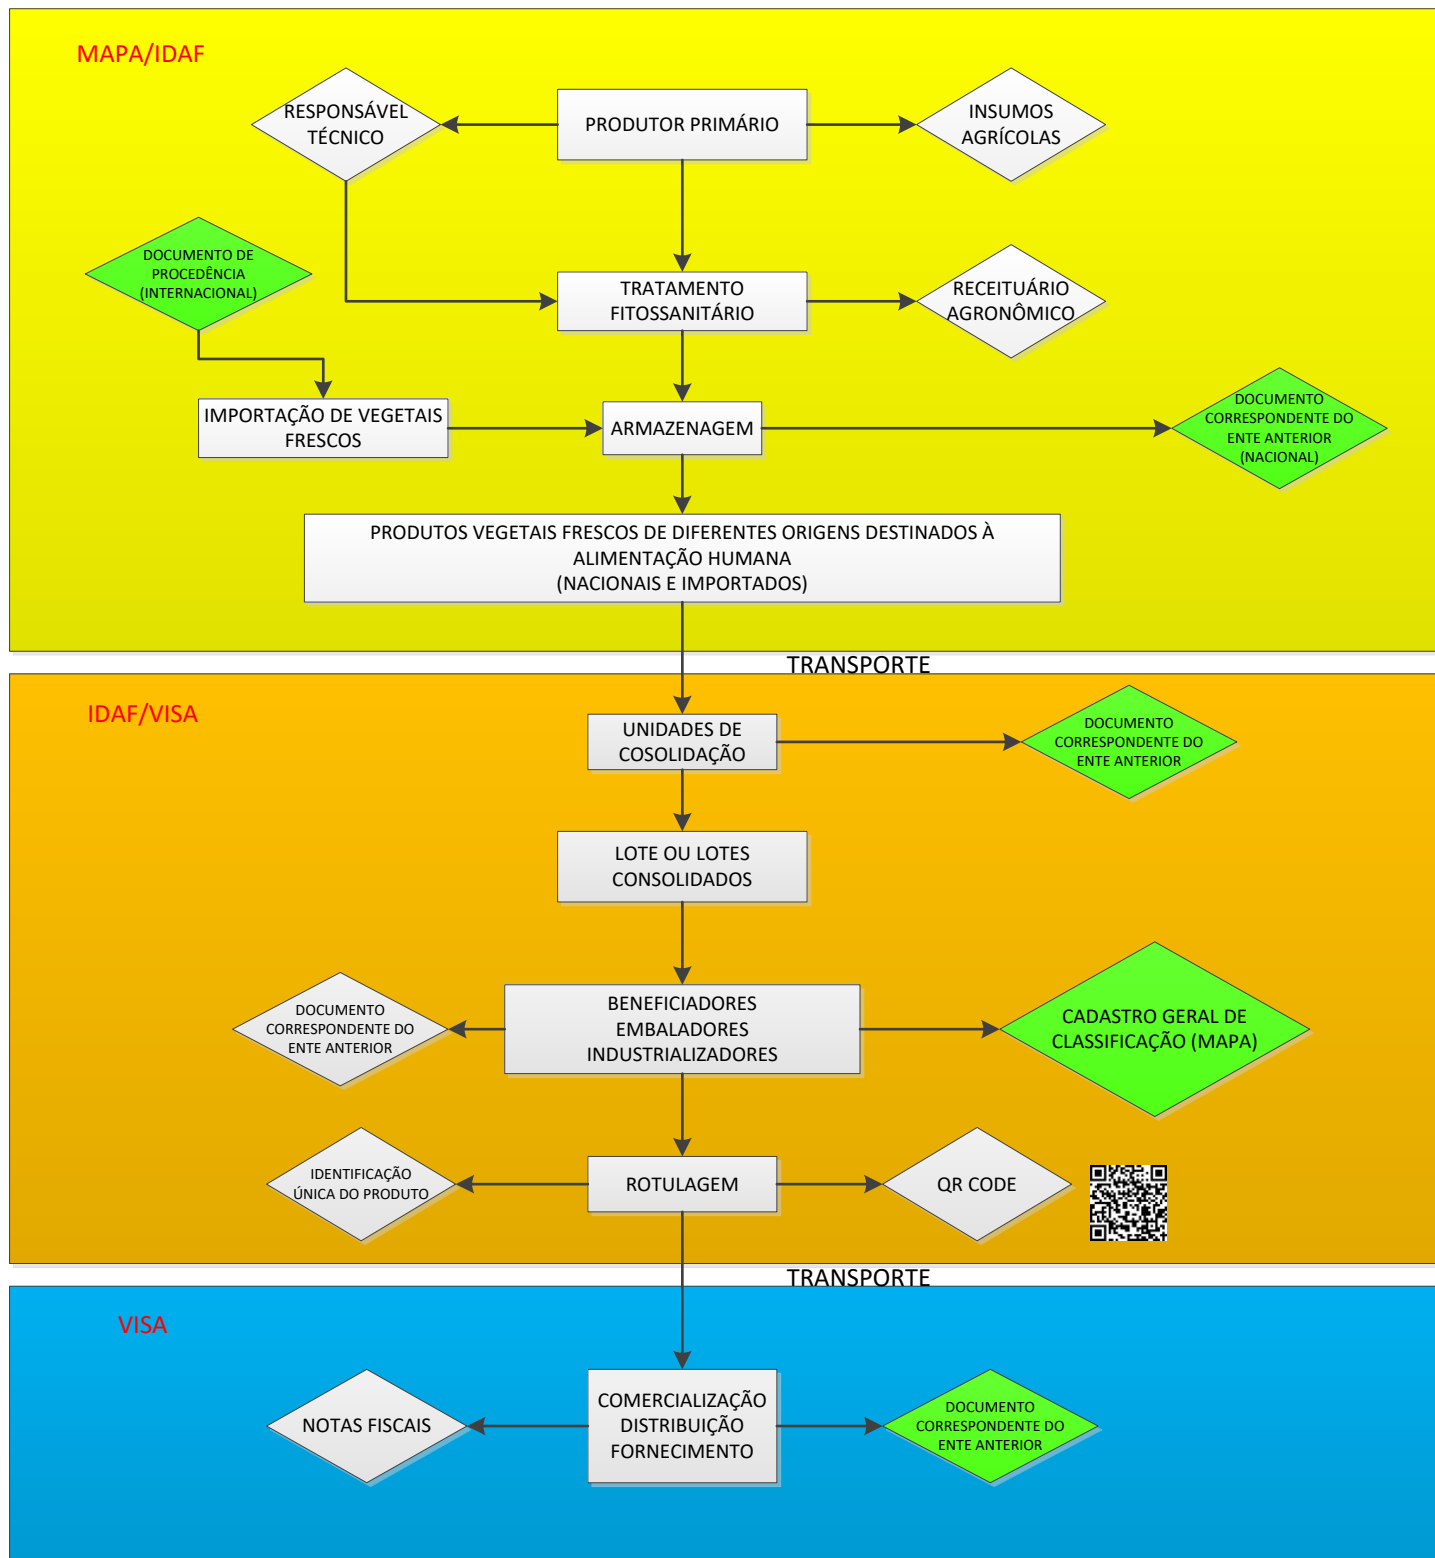 MAPA/IDAF
RESPONSÁVEL
TÉCNICO
PRODUTOR PRIMÁRIO
INSUMOS
AGRÍCOLAS
DOCUMENTO DE
PROCEDÊNCIA
(INTERNACIONAL)
TRATAMENTO
FITOSSANITÁRIO
RECEITUÁRIO
AGRONÔMICO
IMPORTAÇÃO DE VEGETAIS
FRESCOS
ARMAZENAGEM
DOCUMENTO
CORRESPONDENTE DO
ENTE ANTERIOR
(NACIONAL)
PRODUTOS VEGETAIS FRESCOS DE DIFERENTES ORIGENS DESTINADOS À
ALIMENTAÇÃO HUMANA
(NACIONAIS E IMPORTADOS)
TRANSPORTE
IDAF/VISA
UNIDADES DE
COSOLIDAÇÃO
DOCUMENTO
CORRESPONDENTE DO
ENTE ANTERIOR
LOTE OU LOTES
CONSOLIDADOS
DOCUMENTO
CORRESPONDENTE DO
ENTE ANTERIOR
BENEFICIADORES
EMBALADORES
INDUSTRIALIZADORES
CADASTRO GERAL DE
CLASSIFICAÇÃO (MAPA)
IDENTIFICAÇÃO
ÚNICA DO PRODUTO
ROTULAGEM
QR CODE
TRANSPORTE
VISA
NOTAS FISCAIS
COMERCIALIZAÇÃO
DISTRIBUIÇÃO
FORNECIMENTO
DOCUMENTO
CORRESPONDENTE DO
ENTE ANTERIOR